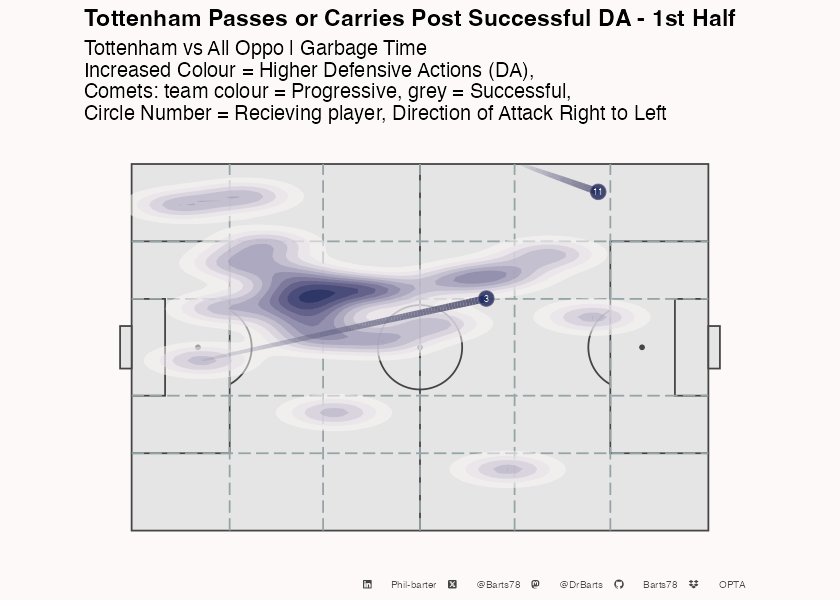 Tottenham Passes or Carries Post Successful DA - 1st Half
Tottenham vs All Oppo | Garbage Time
Increased Colour = Higher Defensive Actions (DA),
Comets: team colour = Progressive, grey = Successful,
Circle Number = Recieving player, Direction of Attack Right to Left
11
3
Phil-barter @Barts78 @DrBarts Barts78 OPTA